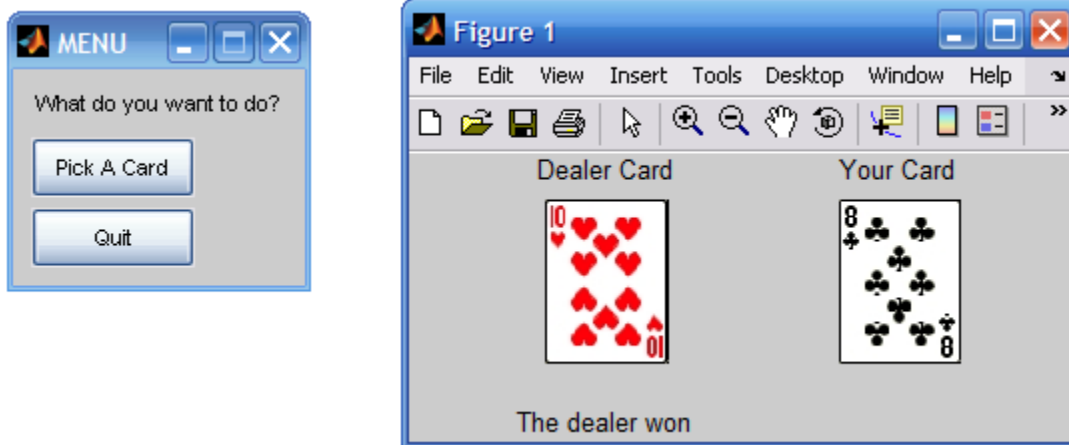 MENU
What do you want to do?
Pick A Card
Quit
Figure 1
File Edit View Insert Tools Desktop Window Help
Dealer Card Your Card
10 8
10 8
The dealer won